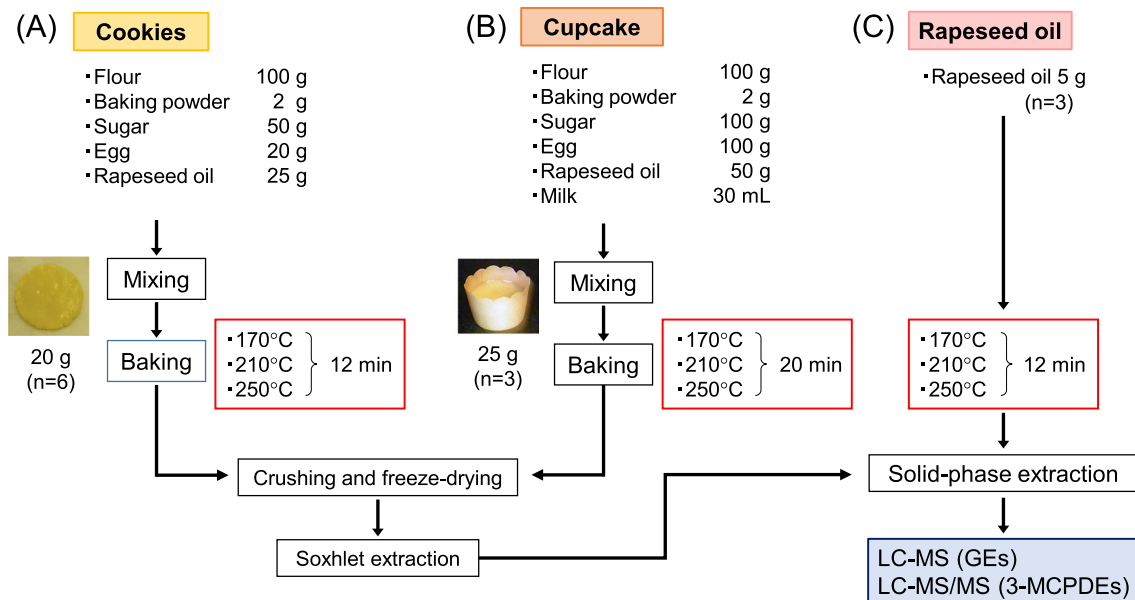 (A) Cookies
・Flour 100 g
・Baking powder 2 g
・Sugar 50 g
・Egg 20 g
・Rapeseed oil 25 g
Mixing
20 g
(n=6)
Baking
・170°C
・210°C
・250°C
12 min
(B) Cupcake
・Flour 100 g
・Baking powder 2 g
・Sugar 100 g
・Egg 100 g
・Rapeseed oil 50 g
・Milk 30 mL
Mixing
25 g
(n=3)
Baking
・170°C
・210°C
・250°C
20 min
(C) Rapeseed oil
・Rapeseed oil 5 g
(n=3)
・170°C
・210°C
・250°C
12 min
Crushing and freeze-drying
Soxhlet extraction
Solid-phase extraction
LC-MS (GEs)
LC-MS/MS (3-MCPDEs)